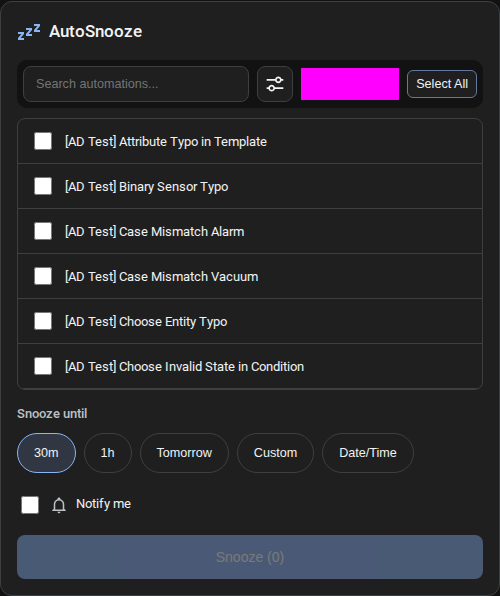 AutoSnooze
Search automations...
Select All
[AD Test] Attribute Typo in Template
[AD Test] Binary Sensor Typo
[AD Test] Case Mismatch Alarm
[AD Test] Case Mismatch Vacuum
[AD Test] Choose Entity Typo
[AD Test] Choose Invalid State in Condition
Snooze until
30m 1h Tomorrow Custom Date/Time
Notify me
Snooze (0)